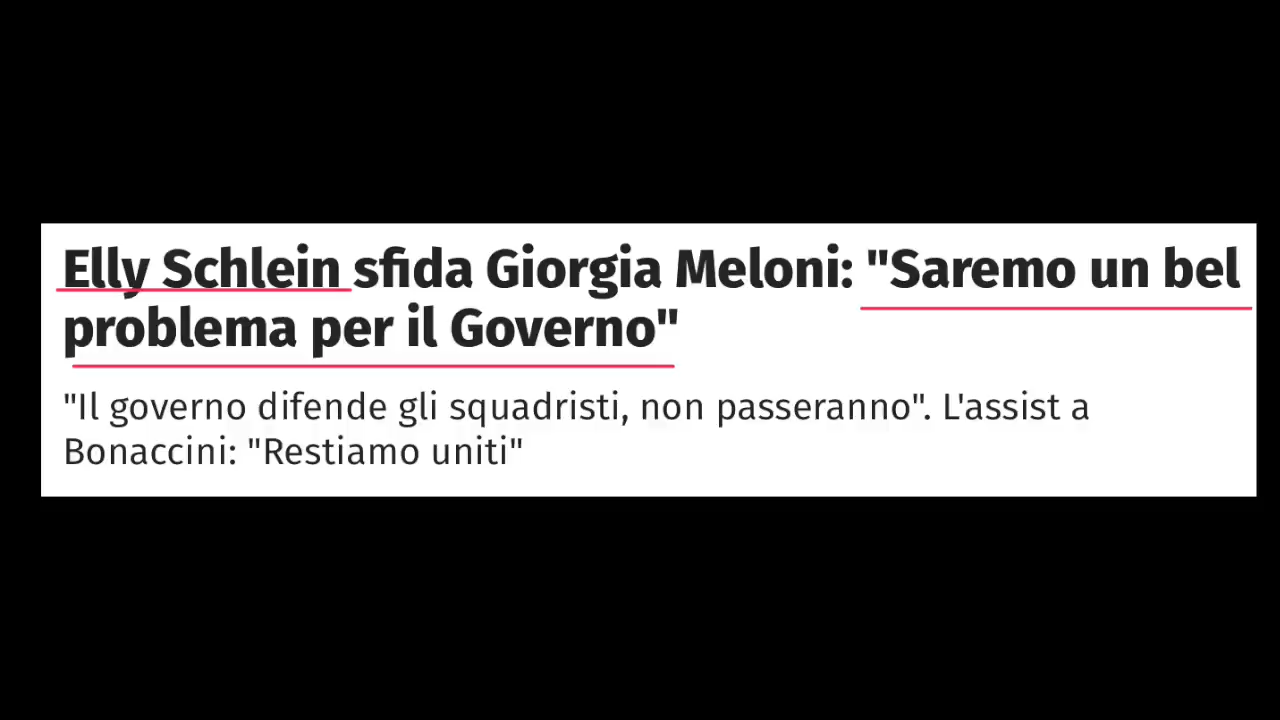 Elly Schlein sfida Giorgia Meloni: "Saremo un bel
problema per il Governo"
"Il governo difende gli squadristi, non passeranno". L'assist a
Bonaccini: "Restiamo uniti"